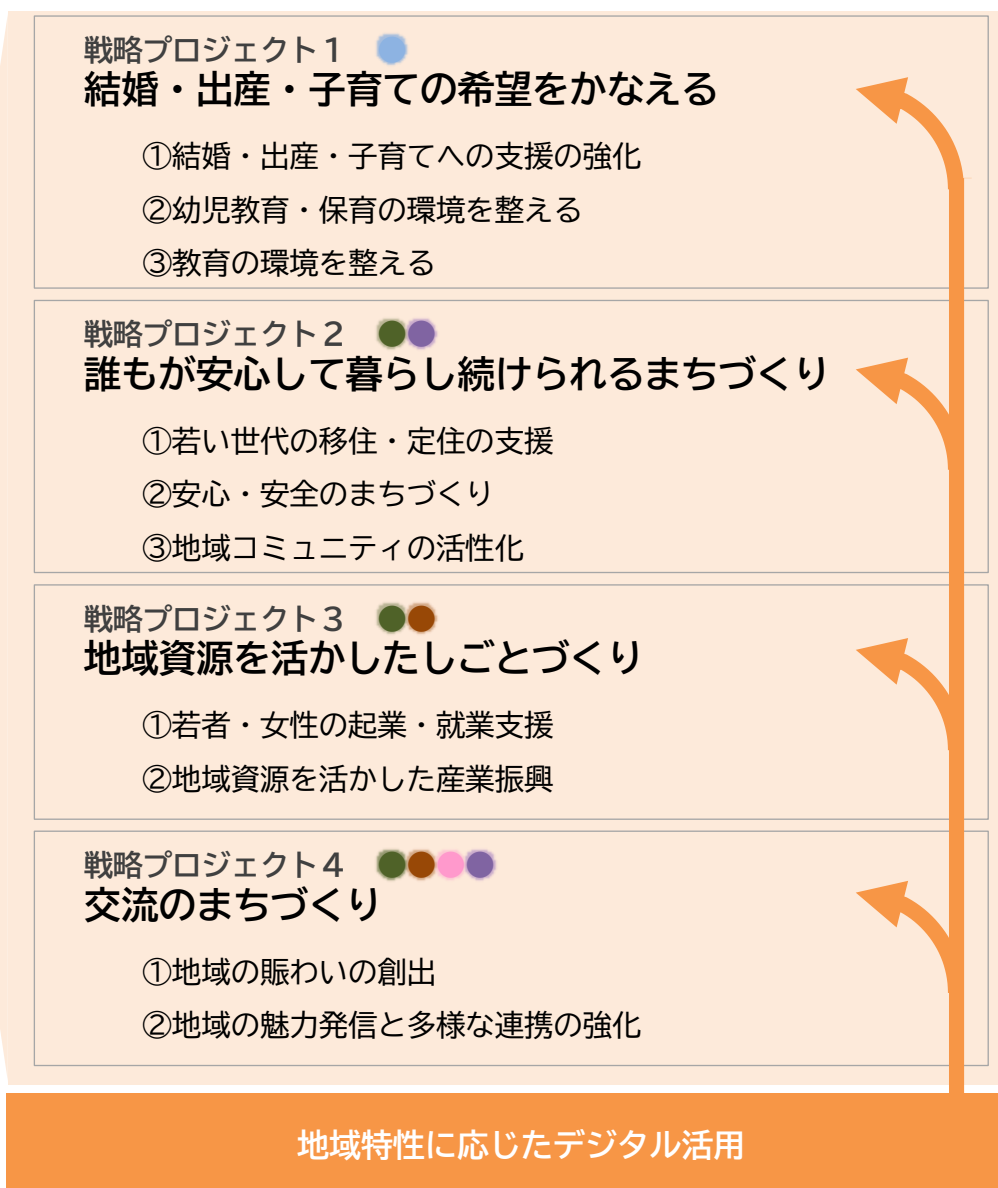 戦略プロジェクト１
結婚・出産・子育ての希望をかなえる
①結婚・出産・子育てへの支援の強化
②幼児教育・保育の環境を整える
③教育の環境を整える
戦略プロジェクト２
誰もが安心して暮らし続けられるまちづくり
①若い世代の移住・定住の支援
②安心・安全のまちづくり
③地域コミュニティの活性化
戦略プロジェクト３
地域資源を活かしたしごとづくり
①若者・女性の起業・就業支援
②地域資源を活かした産業振興
戦略プロジェクト４
交流のまちづくり
①地域の賑わいの創出
②地域の魅力発信と多様な連携の強化
地域特性に応じたデジタル活用